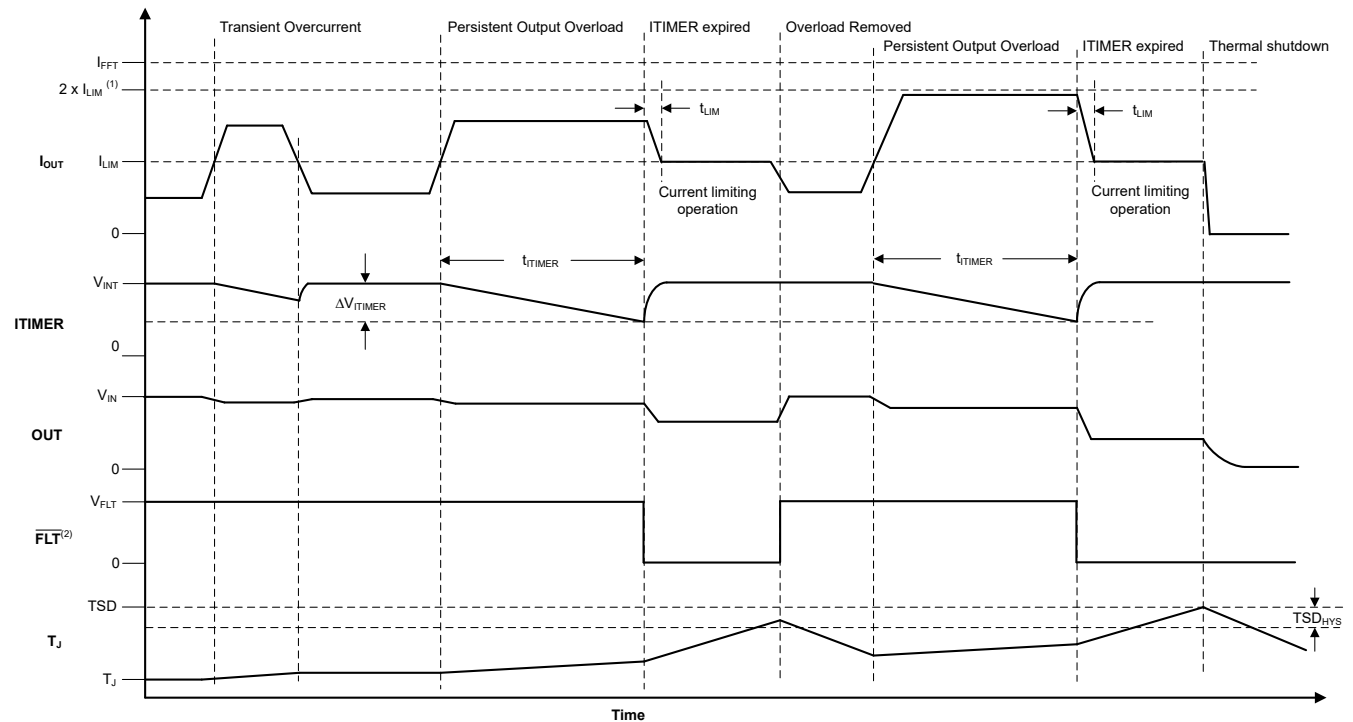 Transient Overcurrent
Persistent Output Overload
ITIMER expired
Overload Removed
Persistent Output Overload
ITIMER expired
Thermal shutdown
IFFT
2 x ILIM (1)
tLIM
tLIM
IOUT
ILIM
Current limiting
operation
Current limiting
operation
0
tITIMER
tITIMER
VINT
ΔVITIMER
ITIMER
0
VIN
OUT
0
VFLT
FLT(2)
0
TSD
TSDHYS
TJ
TJ
Time